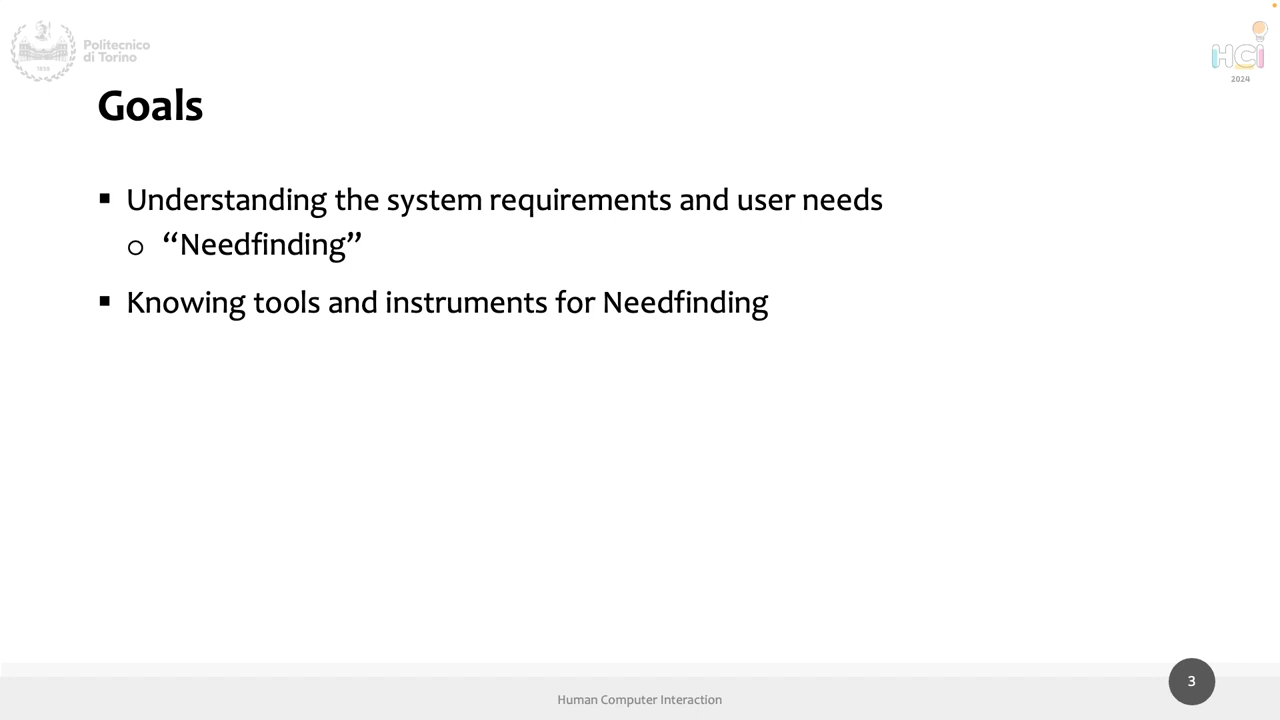 Politecnico
di Torino
1859
HCI
2024
Goals
▪ Understanding the system requirements and user needs
o “Needfinding”
▪ Knowing tools and instruments for Needfinding
Human Computer Interaction
3